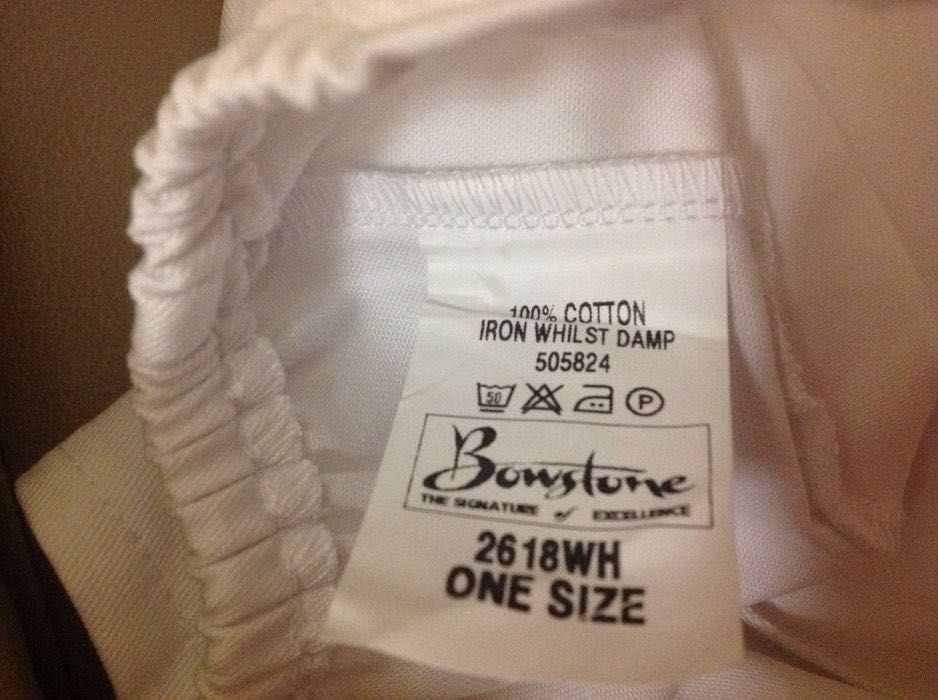 100% COTTON
IRON WHILST DAMP
505824
50 P
Bowstone
THE SIGNATURE of EXCELLENCE
2618WH
ONE SIZE